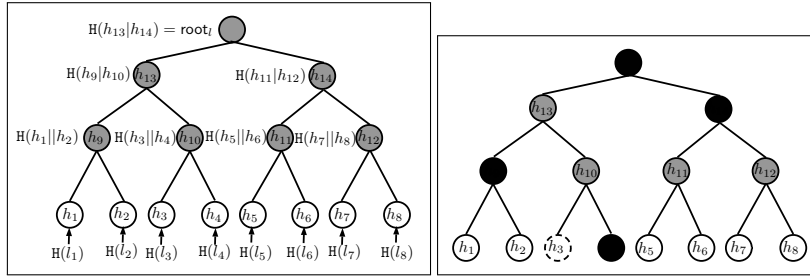 H(h₁₃|h₁₄) = rootₗ
H(h₉|h₁₀) h₁₃ H(h₁₁|h₁₂) h₁₄
H(h₁||h₂) h₉ H(h₃||h₄) h₁₀ H(h₅||h₆) h₁₁ H(h₇||h₈) h₁₂
h₁ h₂ h₃ h₄ h₅ h₆ h₇ h₈
H(l₁) H(l₂) H(l₃) H(l₄) H(l₅) H(l₆) H(l₇) H(l₈)
h₁₃
h₁₀ h₁₁ h₁₂
h₁ h₂ h₃ h₅ h₆ h₇ h₈